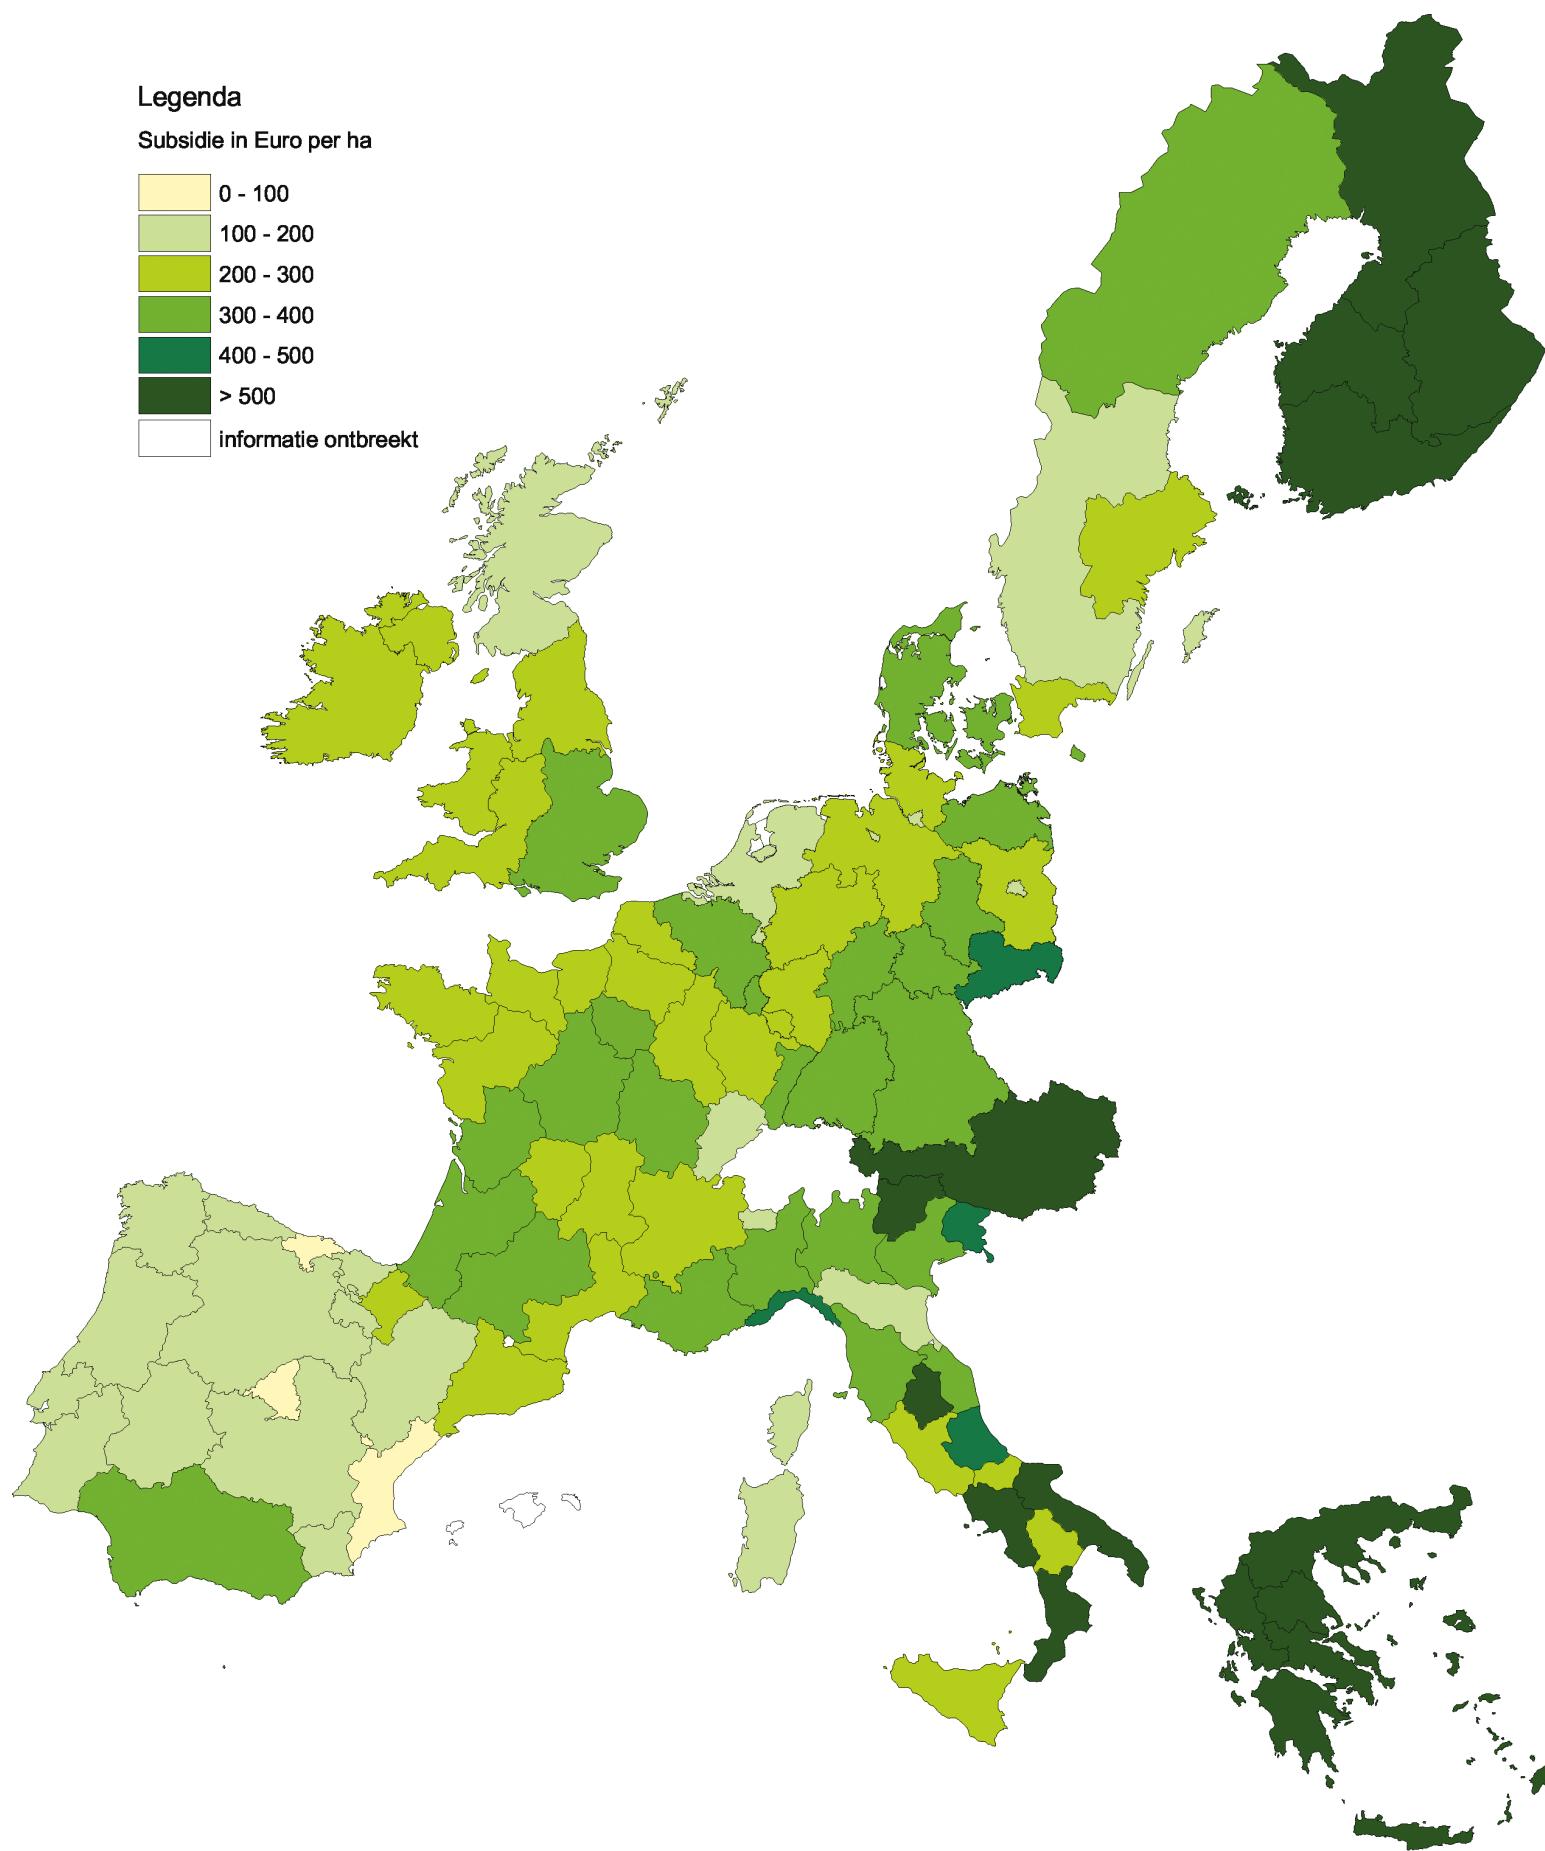 Legenda
Subsidie in Euro per ha
0 - 100
100 - 200
200 - 300
300 - 400
400 - 500
> 500
informatie ontbreekt